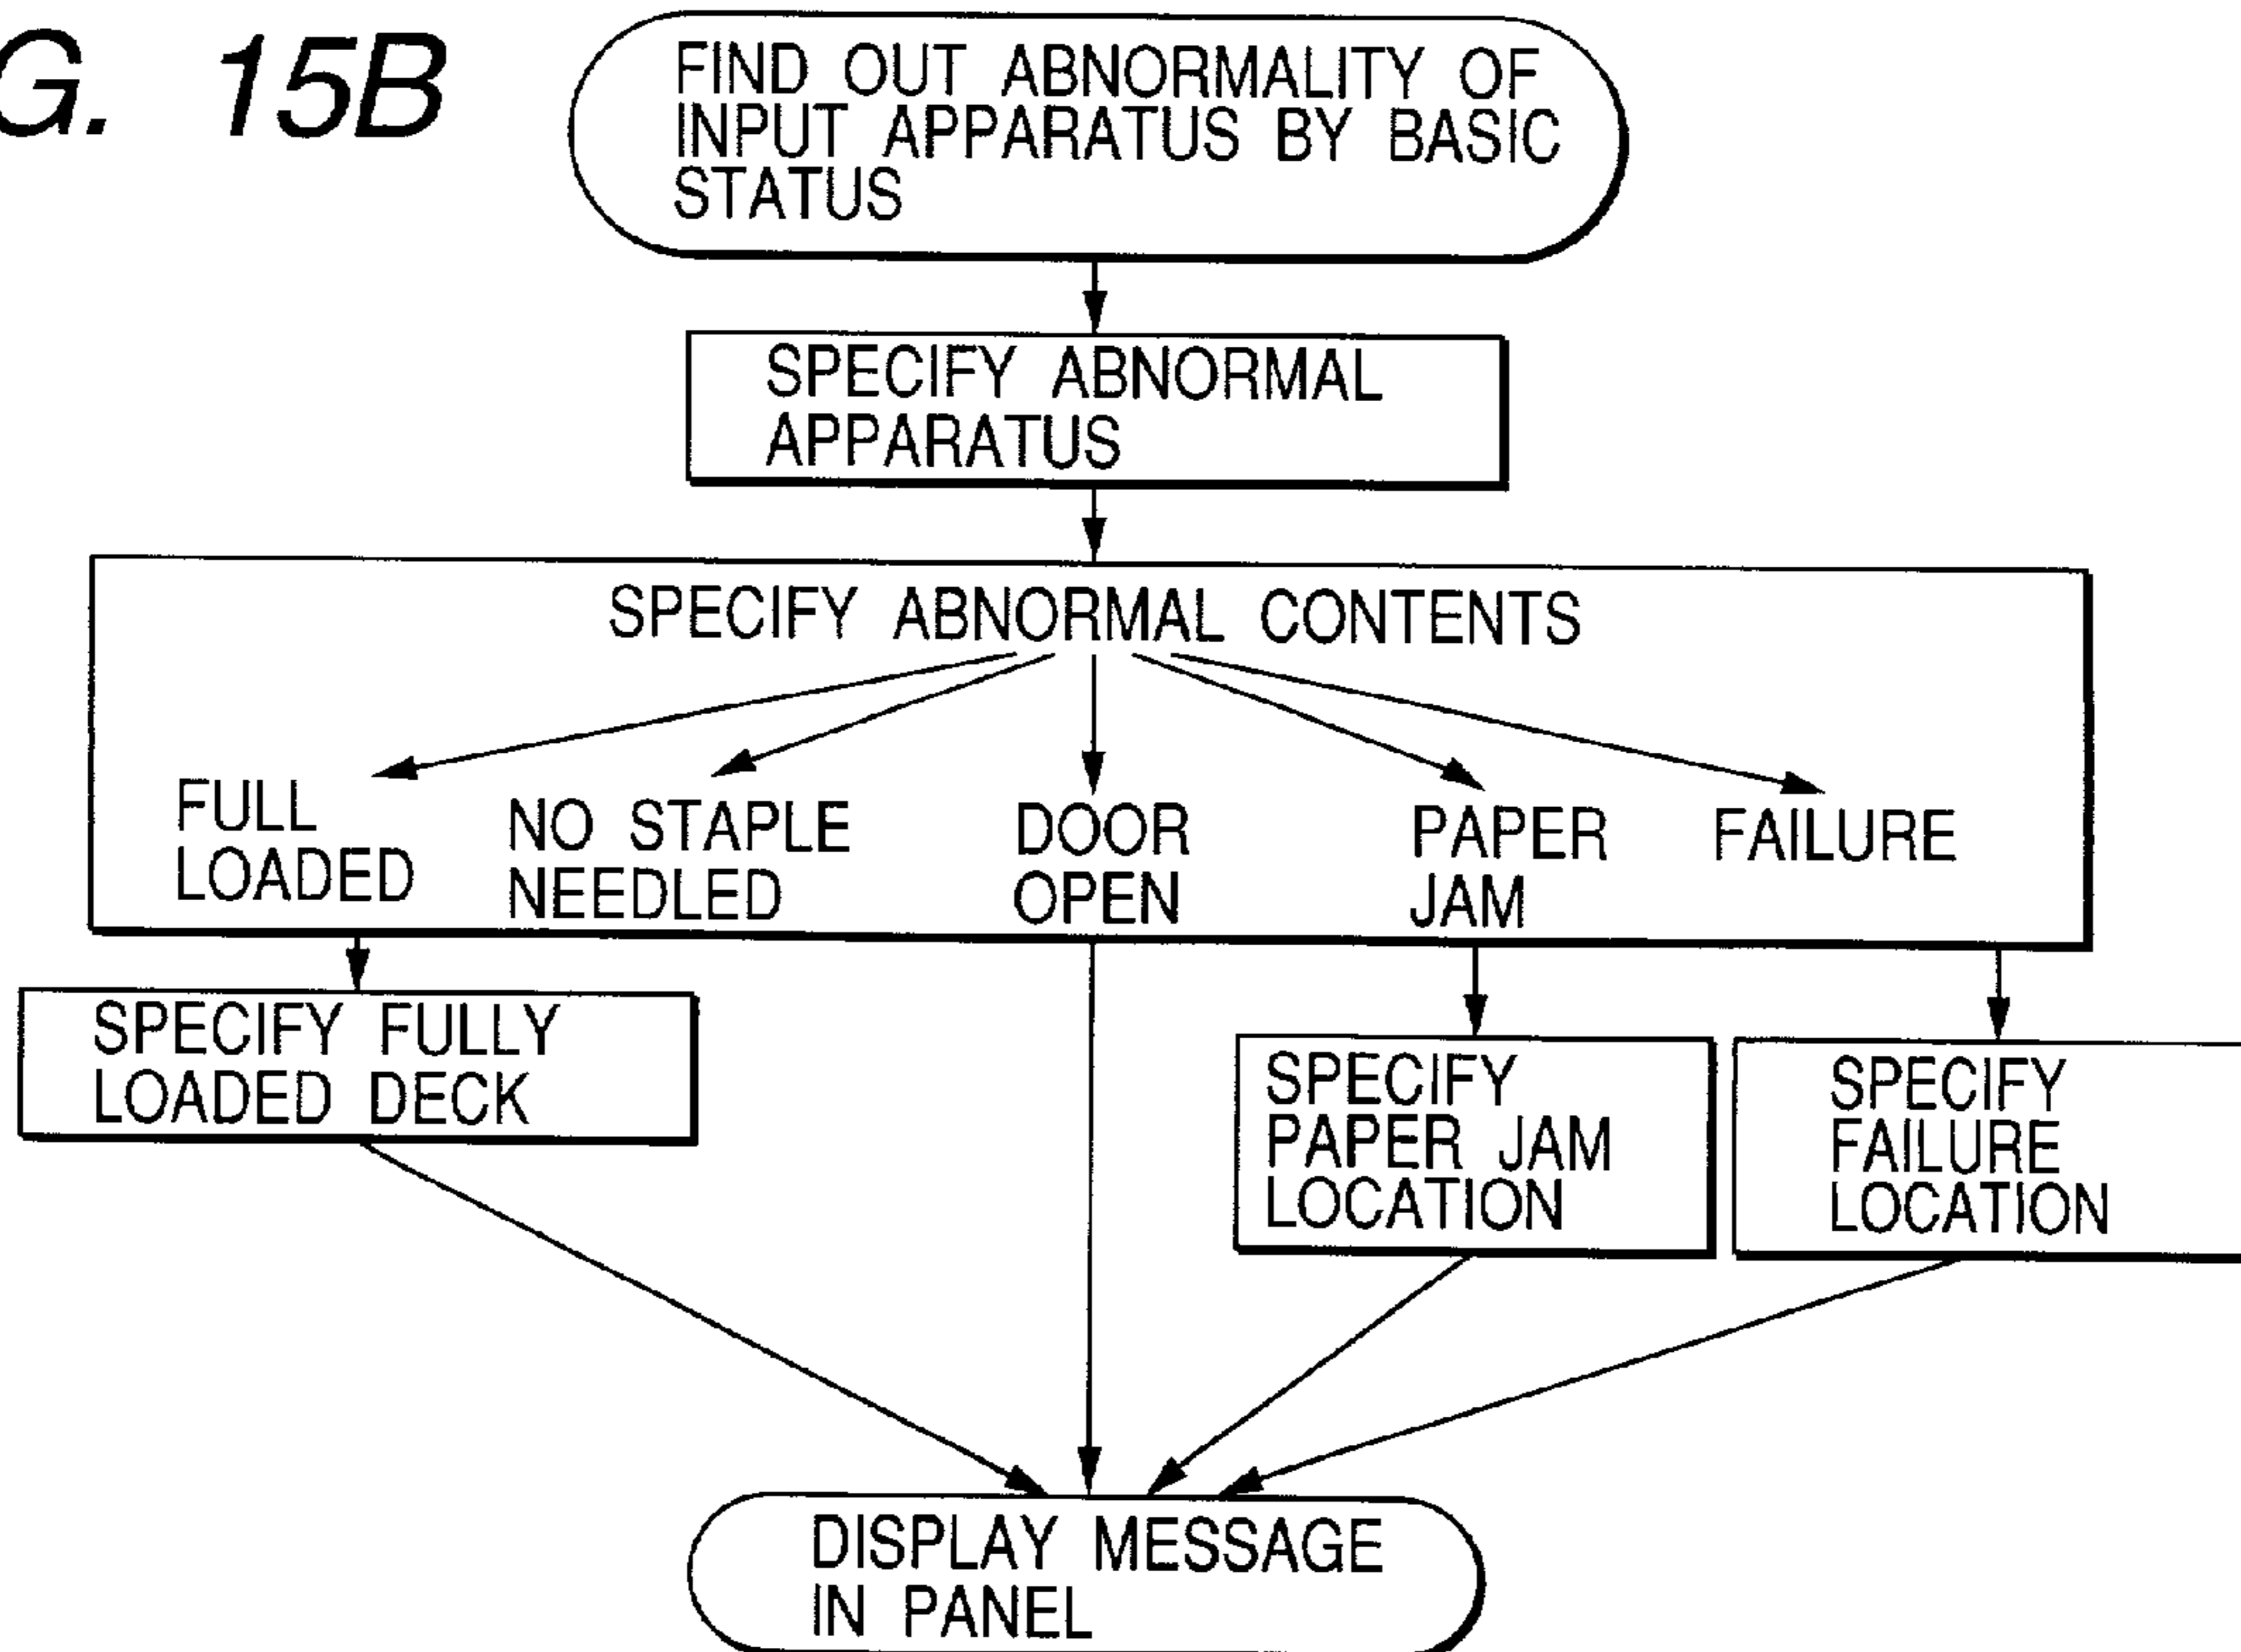 G. 15B
FIND OUT ABNORMALITY OF
INPUT APPARATUS BY BASIC
STATUS
SPECIFY ABNORMAL
APPARATUS
SPECIFY ABNORMAL CONTENTS
FULL
LOADED
NO STAPLE
NEEDLED
DOOR
OPEN
PAPER
JAM
FAILURE
SPECIFY FULLY
LOADED DECK
SPECIFY
PAPER JAM
LOCATION
SPECIFY
FAILURE
LOCATION
DISPLAY MESSAGE
IN PANEL